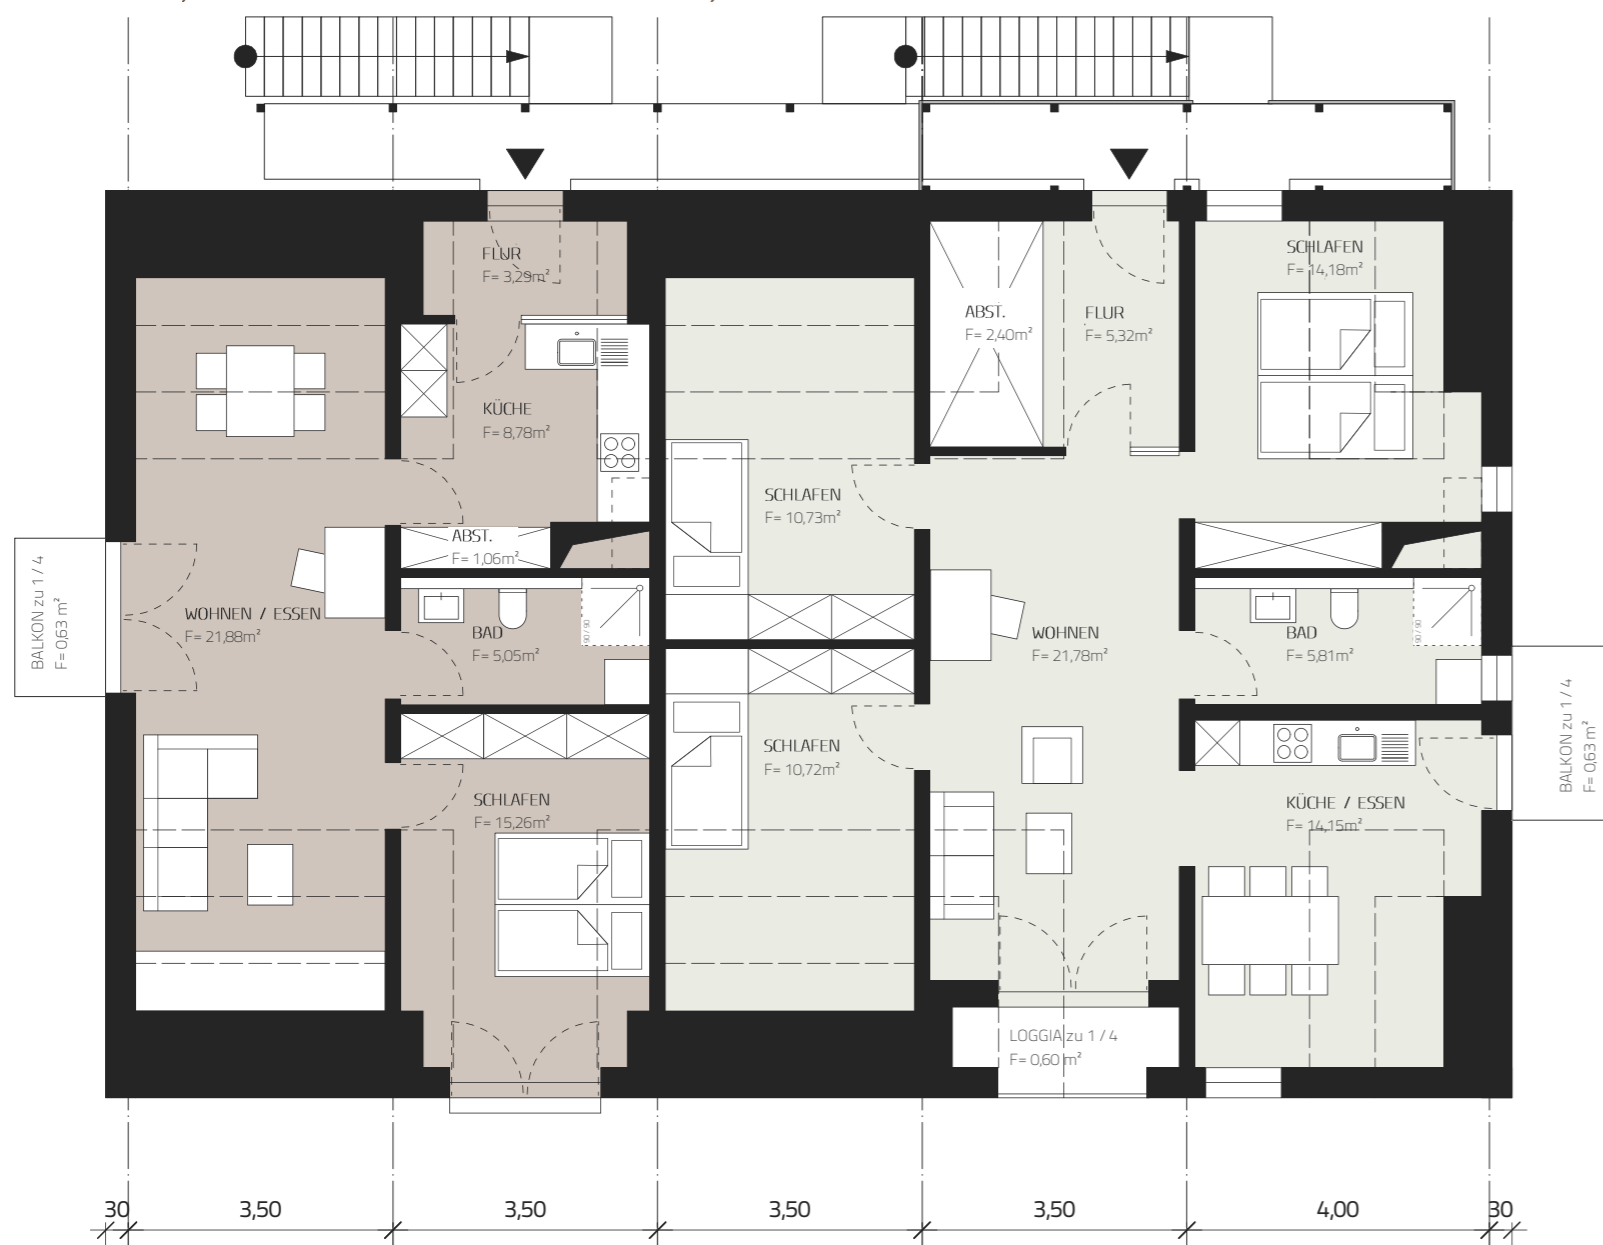 FLUR
F= 3,29m²
SCHLAFEN
F= 14,18m²
ABST.
F= 2,40m²
FLUR
F= 5,32m²
KÜCHE
F= 8,78m²
SCHLAFEN
F= 10,73m²
ABST.
F= 1,06m²
BALKON zu 1 / 4
F= 0,63 m²
WOHNEN / ESSEN
F= 21,88m²
BAD
F= 5,05m²
90 / 90
WOHNEN
F= 21,78m²
BAD
F= 5,81m²
90 / 90
BALKON zu 1 / 4
F= 0,63 m²
SCHLAFEN
F= 10,72m²
SCHLAFEN
F= 15,26m²
KÜCHE / ESSEN
F= 14,15m²
LOGGIA zu 1 / 4
F= 0,60 m²
30 3,50 3,50 3,50 3,50 4,00 30